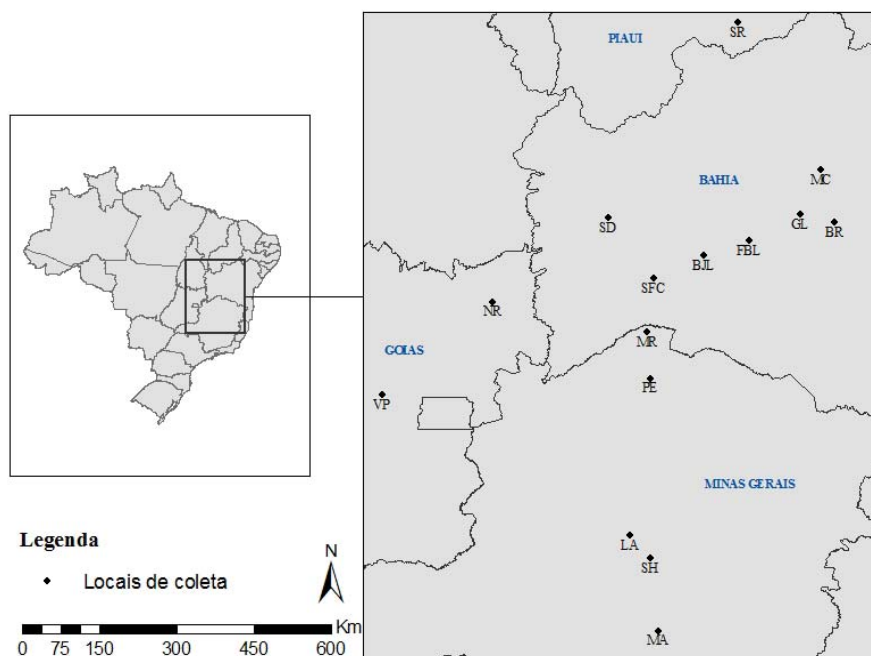 PIAUI
SR
BAHIA
MC
SD
GL
BR
FBL
BJL
SFC
NR
MR
GOIAS
PE
VP
MINAS GERAIS
LA
SH
MA
Legenda
N
Locais de coleta
Km
0 75 150 300 450 600